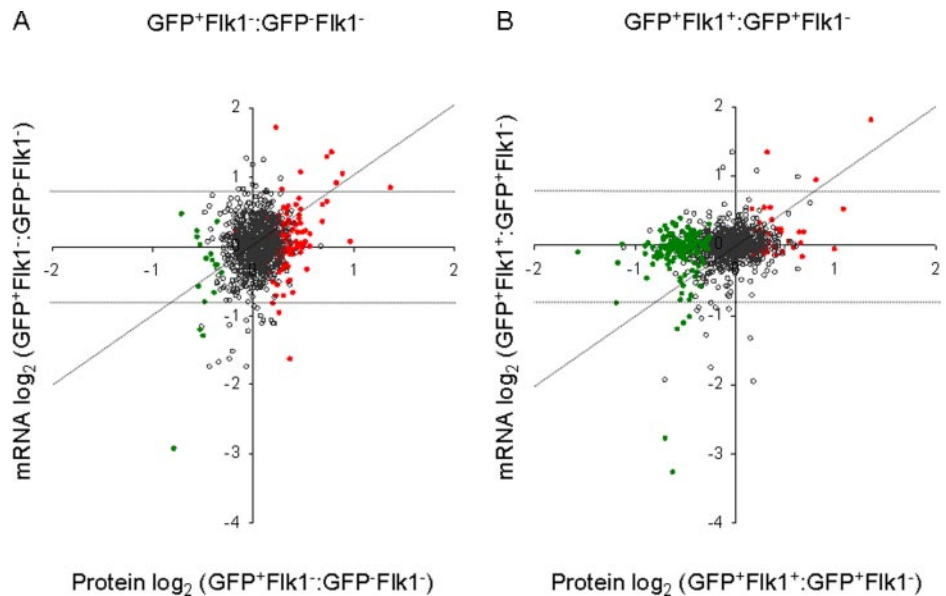 A GFP⁺Flk1⁻:GFP⁻Flk1⁻
mRNA log₂ (GFP⁺Flk1⁻:GFP⁻Flk1⁻)
2
1
0
-2 -1 1 2
-1
-2
-3
-4
Protein log₂ (GFP⁺Flk1⁻:GFP⁻Flk1⁻)
B GFP⁺Flk1⁺:GFP⁺Flk1⁻
mRNA log₂ (GFP⁺Flk1⁺:GFP⁺Flk1⁻)
2
1
0
-2 -1 0 1 2
-1
-2
-3
-4
Protein log₂ (GFP⁺Flk1⁺:GFP⁺Flk1⁻)